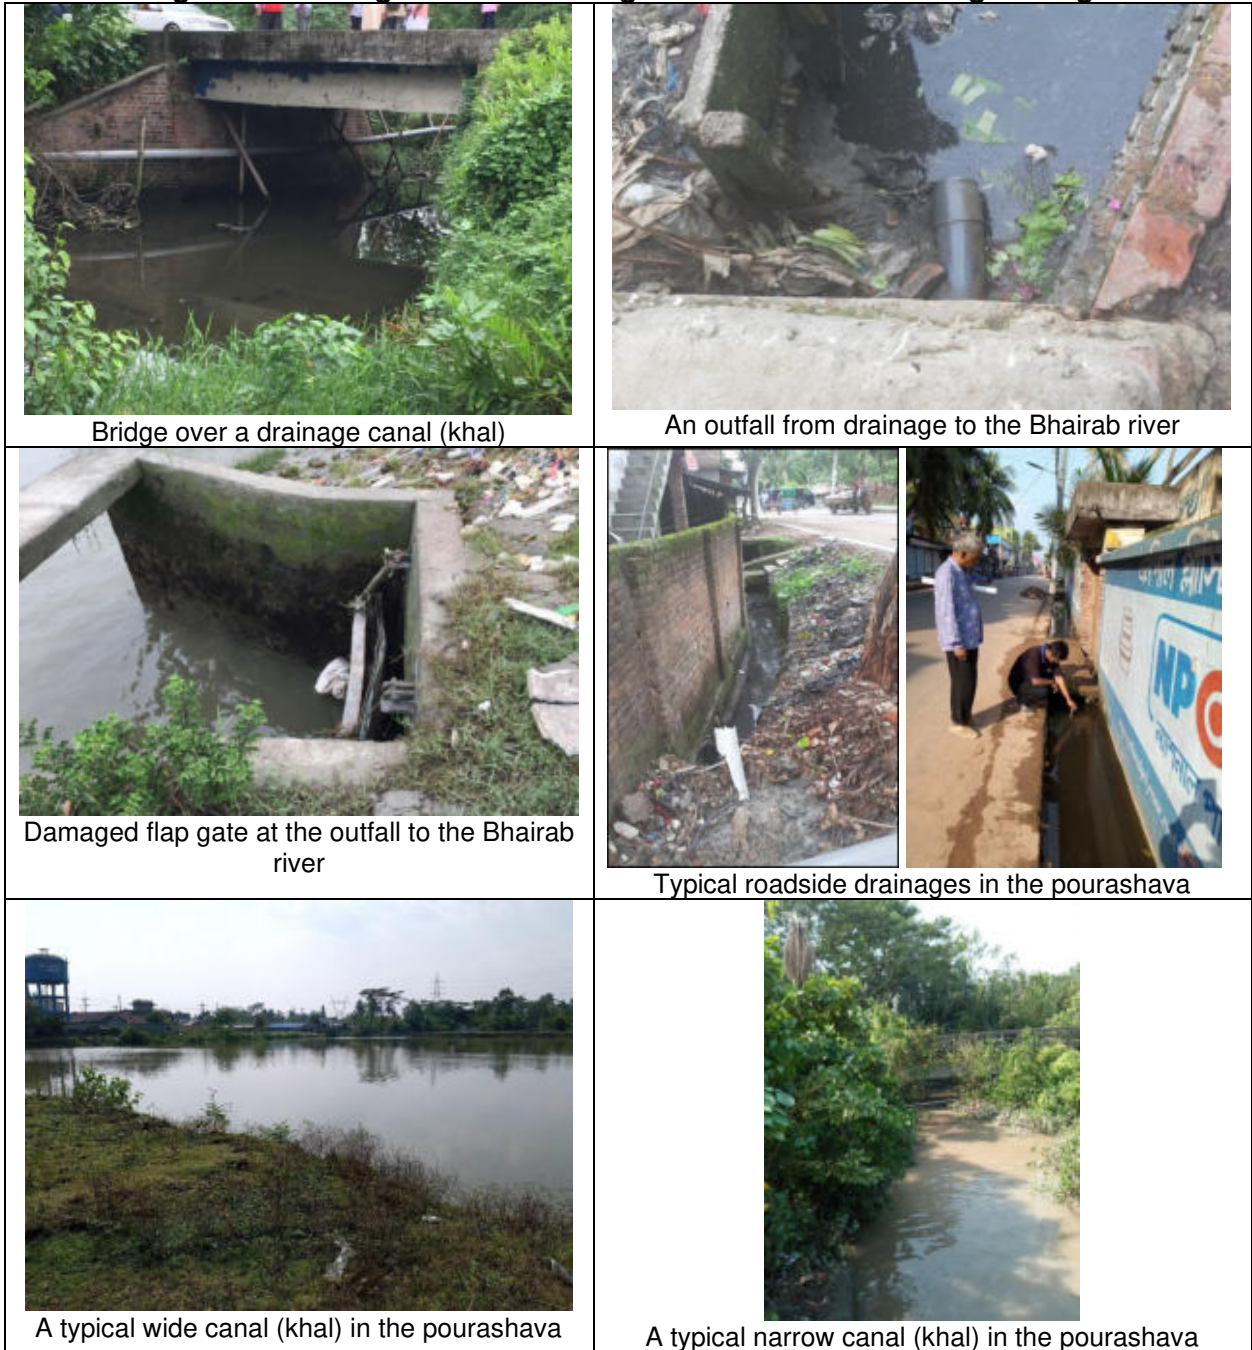 Bridge over a drainage canal (khal)
An outfall from drainage to the Bhairab river
Damaged flap gate at the outfall to the Bhairab
river
NP
Typical roadside drainages in the pourashava
A typical wide canal (khal) in the pourashava
A typical narrow canal (khal) in the pourashava